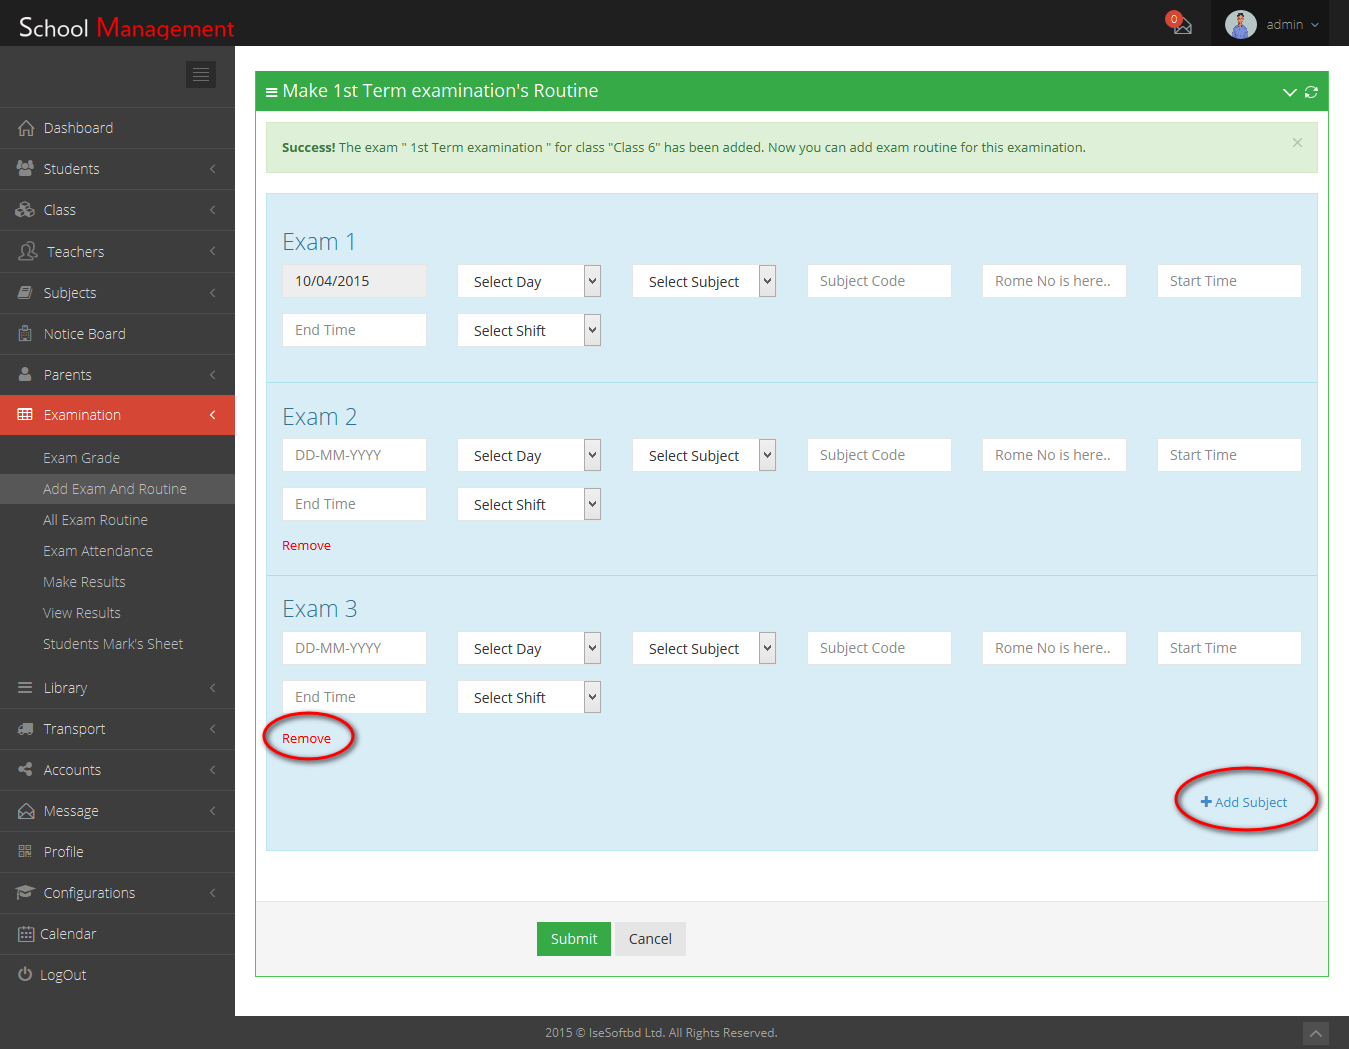 School Management
0
admin
Dashboard
Students
Class
Teachers
Subjects
Notice Board
Parents
Examination
Exam Grade
Add Exam And Routine
All Exam Routine
Exam Attendance
Make Results
View Results
Students Mark's Sheet
Library
Transport
Accounts
Message
Profile
Configurations
Calendar
LogOut
Make 1st Term examination's Routine
Success! The exam " 1st Term examination " for class "Class 6" has been added. Now you can add exam routine for this examination.
×
Exam 1
10/04/2015 Select Day Select Subject Subject Code Rome No is here.. Start Time
End Time Select Shift
Exam 2
DD-MM-YYYY Select Day Select Subject Subject Code Rome No is here.. Start Time
End Time Select Shift
Remove
Exam 3
DD-MM-YYYY Select Day Select Subject Subject Code Rome No is here.. Start Time
End Time Select Shift
Remove
Add Subject
Submit Cancel
2015 © IseSoftbd Ltd. All Rights Reserved.